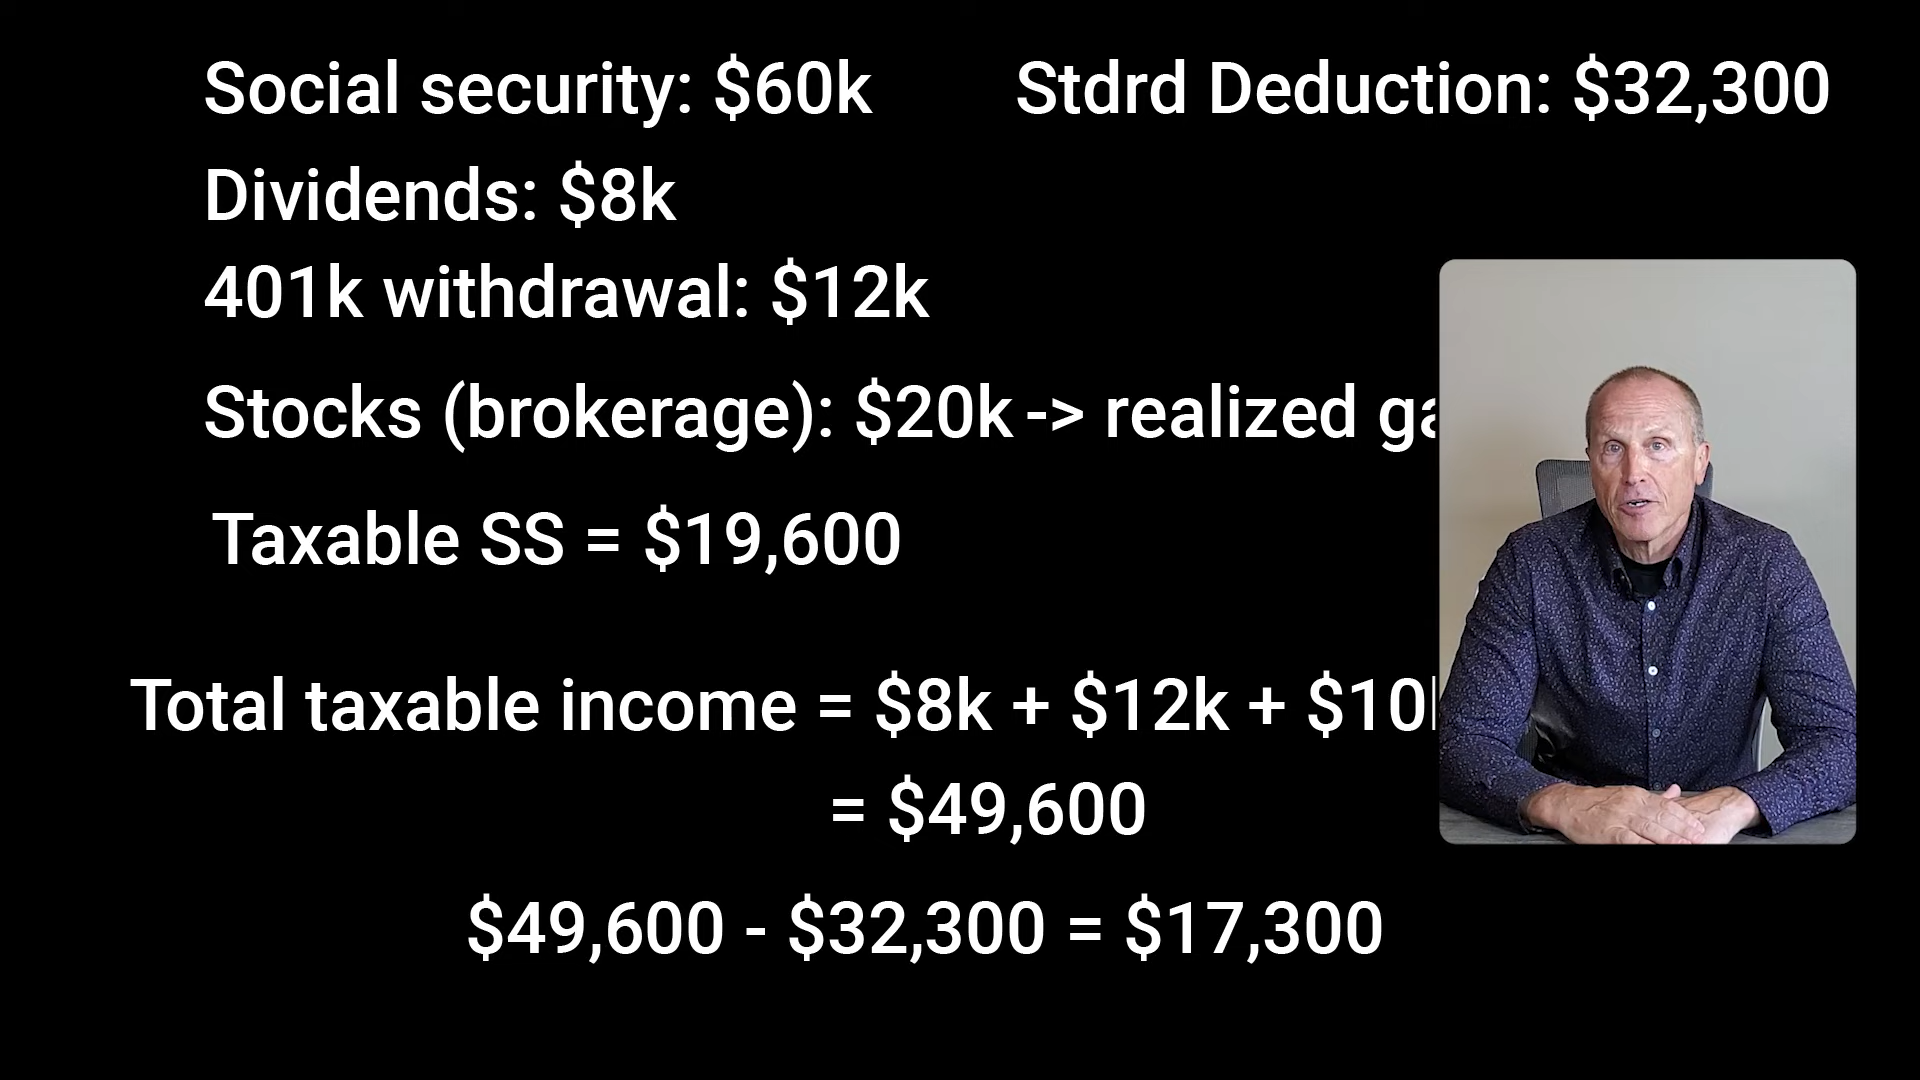 Social security: $60k Stdrd Deduction: $32,300
Dividends: $8k
401k withdrawal: $12k
Stocks (brokerage): $20k -> realized
Taxable SS = $19,600
Total taxable income = $8k + $12k + $10
= $49,600
$49,600 - $32,300 = $17,300